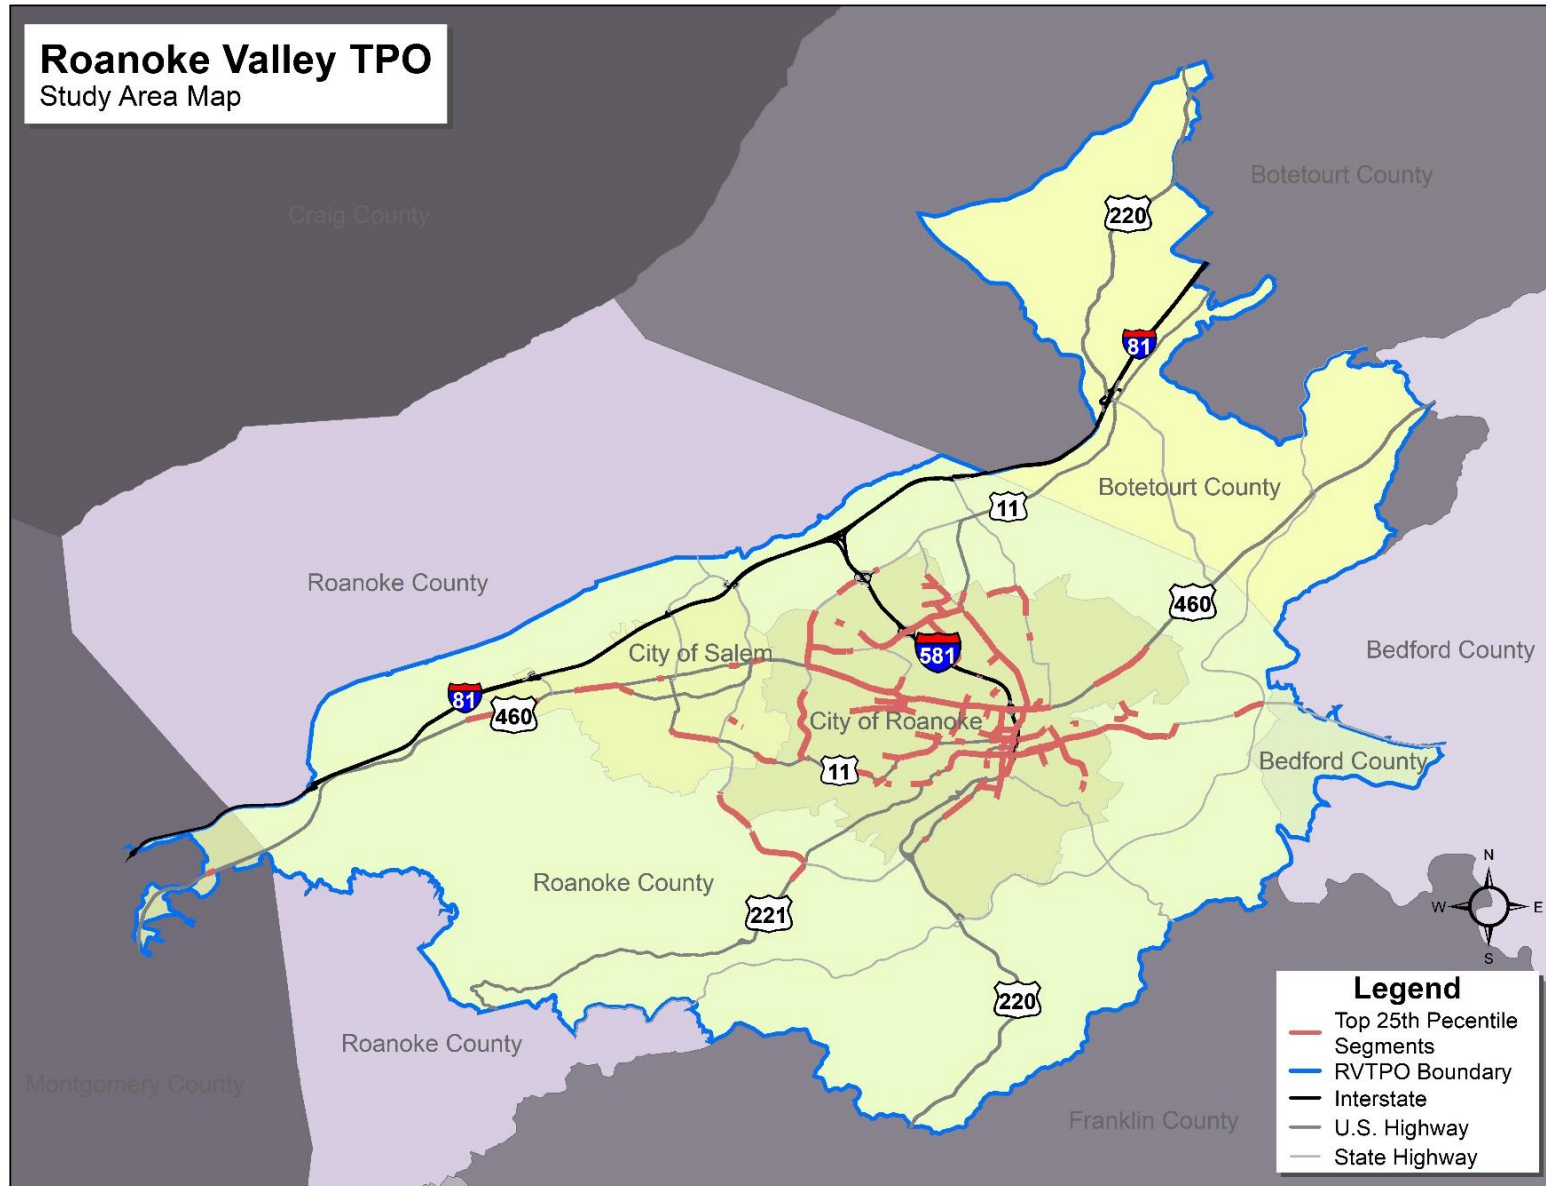 Roanoke Valley TPO
Study Area Map
Botetourt County
Craig County
220
81
Botetourt County
11
Roanoke County
460
City of Salem
581
Bedford County
81
460
City of Roanoke
11
Bedford County
Roanoke County
221
N
W
E
S
220
Roanoke County
Montgomery County
Franklin County
Legend
Top 25th Pecentile
Segments
RVTPO Boundary
Interstate
U.S. Highway
State Highway